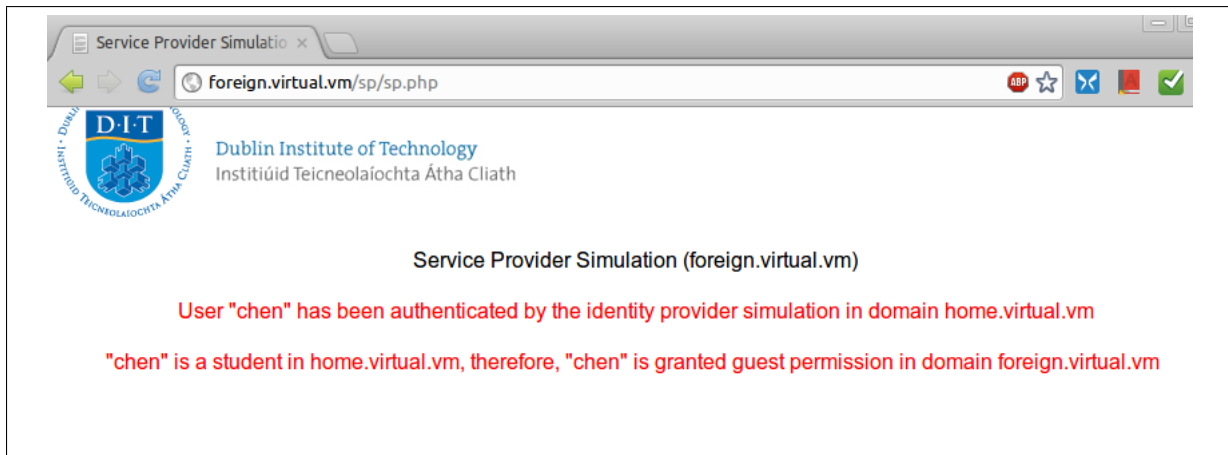 Service Provider Simulatio
foreign.virtual.vm/sp/sp.php
ABP
D·I·T
Dublin Institute of Technology
Institiúid Teicneolaíochta Átha Cliath
Service Provider Simulation (foreign.virtual.vm)
User "chen" has been authenticated by the identity provider simulation in domain home.virtual.vm
"chen" is a student in home.virtual.vm, therefore, "chen" is granted guest permission in domain foreign.virtual.vm